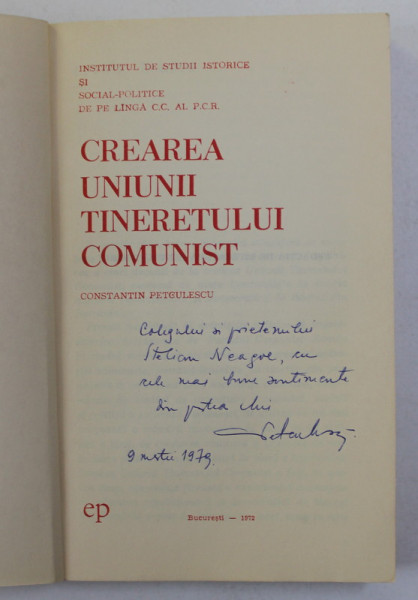 INSTITUTUL DE STUDII ISTORICE
ȘI
SOCIAL-POLITICE
DE PE LÎNGĂ C.C. AL P.C.R.
CREAREA
UNIUNII
TINERETULUI
COMUNIST
CONSTANTIN PETCULESCU
Colegului si prietenului
Stelian Neagoe, cu
cele mai bune sentimente
din partea lui
9 martie 1979.
ep
București — 1972